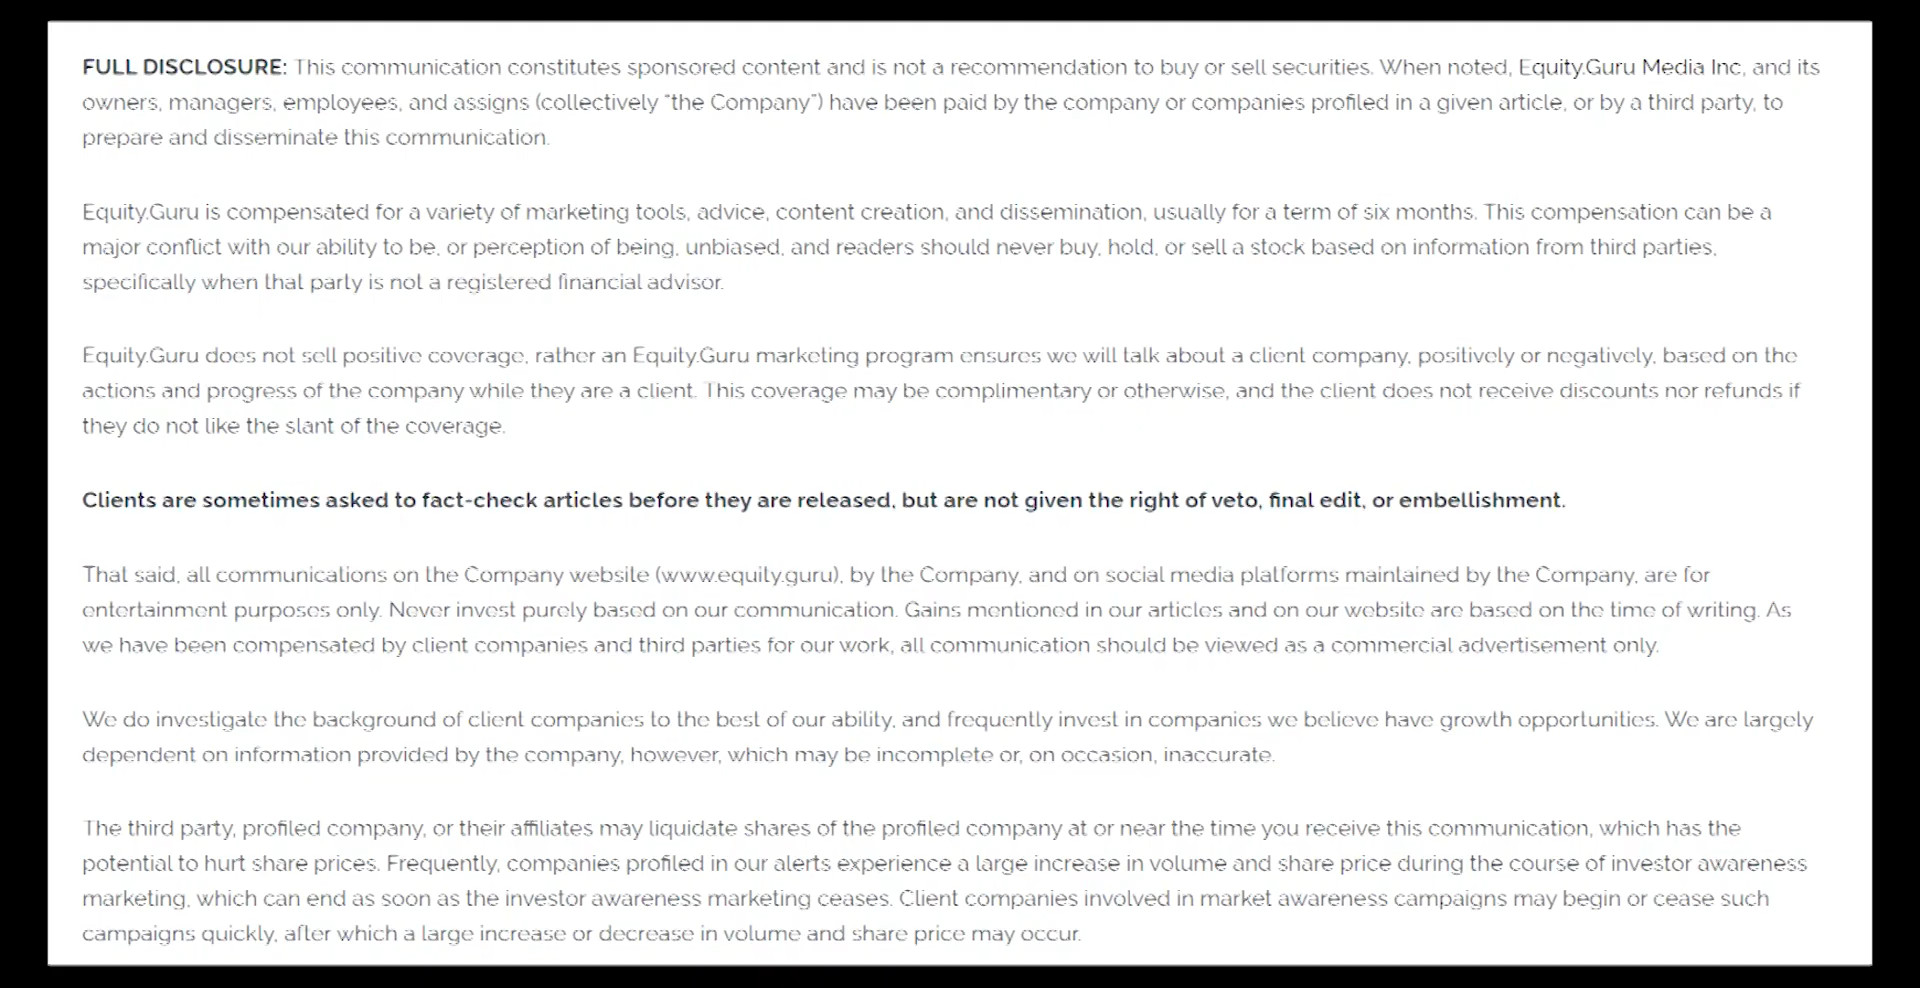 FULL DISCLOSURE: This communication constitutes sponsored content and is not a recommendation to buy or sell securities. When noted, Equity.Guru Media Inc, and its
owners, managers, employees, and assigns (collectively “the Company”) have been paid by the company or companies profiled in a given article, or by a third party, to
prepare and disseminate this communication.
Equity.Guru is compensated for a variety of marketing tools, advice, content creation, and dissemination, usually for a term of six months. This compensation can be a
major conflict with our ability to be, or perception of being, unbiased, and readers should never buy, hold, or sell a stock based on information from third parties,
specifically when that party is not a registered financial advisor.
Equity.Guru does not sell positive coverage, rather an Equity.Guru marketing program ensures we will talk about a client company, positively or negatively, based on the
actions and progress of the company while they are a client. This coverage may be complimentary or otherwise, and the client does not receive discounts nor refunds if
they do not like the slant of the coverage.
Clients are sometimes asked to fact-check articles before they are released, but are not given the right of veto, final edit, or embellishment.
That said, all communications on the Company website (www.equity.guru), by the Company, and on social media platforms maintained by the Company, are for
entertainment purposes only. Never invest purely based on our communication. Gains mentioned in our articles and on our website are based on the time of writing. As
we have been compensated by client companies and third parties for our work, all communication should be viewed as a commercial advertisement only.
We do investigate the background of client companies to the best of our ability, and frequently invest in companies we believe have growth opportunities. We are largely
dependent on information provided by the company, however, which may be incomplete or, on occasion, inaccurate.
The third party, profiled company, or their affiliates may liquidate shares of the profiled company at or near the time you receive this communication, which has the
potential to hurt share prices. Frequently, companies profiled in our alerts experience a large increase in volume and share price during the course of investor awareness
marketing, which can end as soon as the investor awareness marketing ceases. Client companies involved in market awareness campaigns may begin or cease such
campaigns quickly, after which a large increase or decrease in volume and share price may occur.